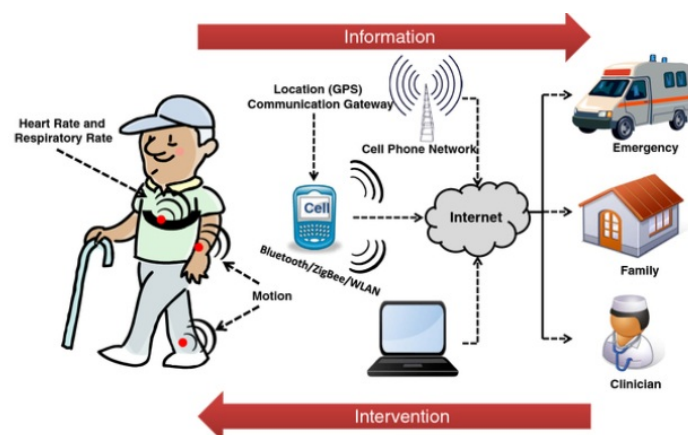 Information
Location (GPS)
Communication Gateway
Heart Rate and
Respiratory Rate
Cell Phone Network
Emergency
Cell
Internet
Bluetooth/ZigBee/WLAN
Family
Motion
Clinician
Intervention